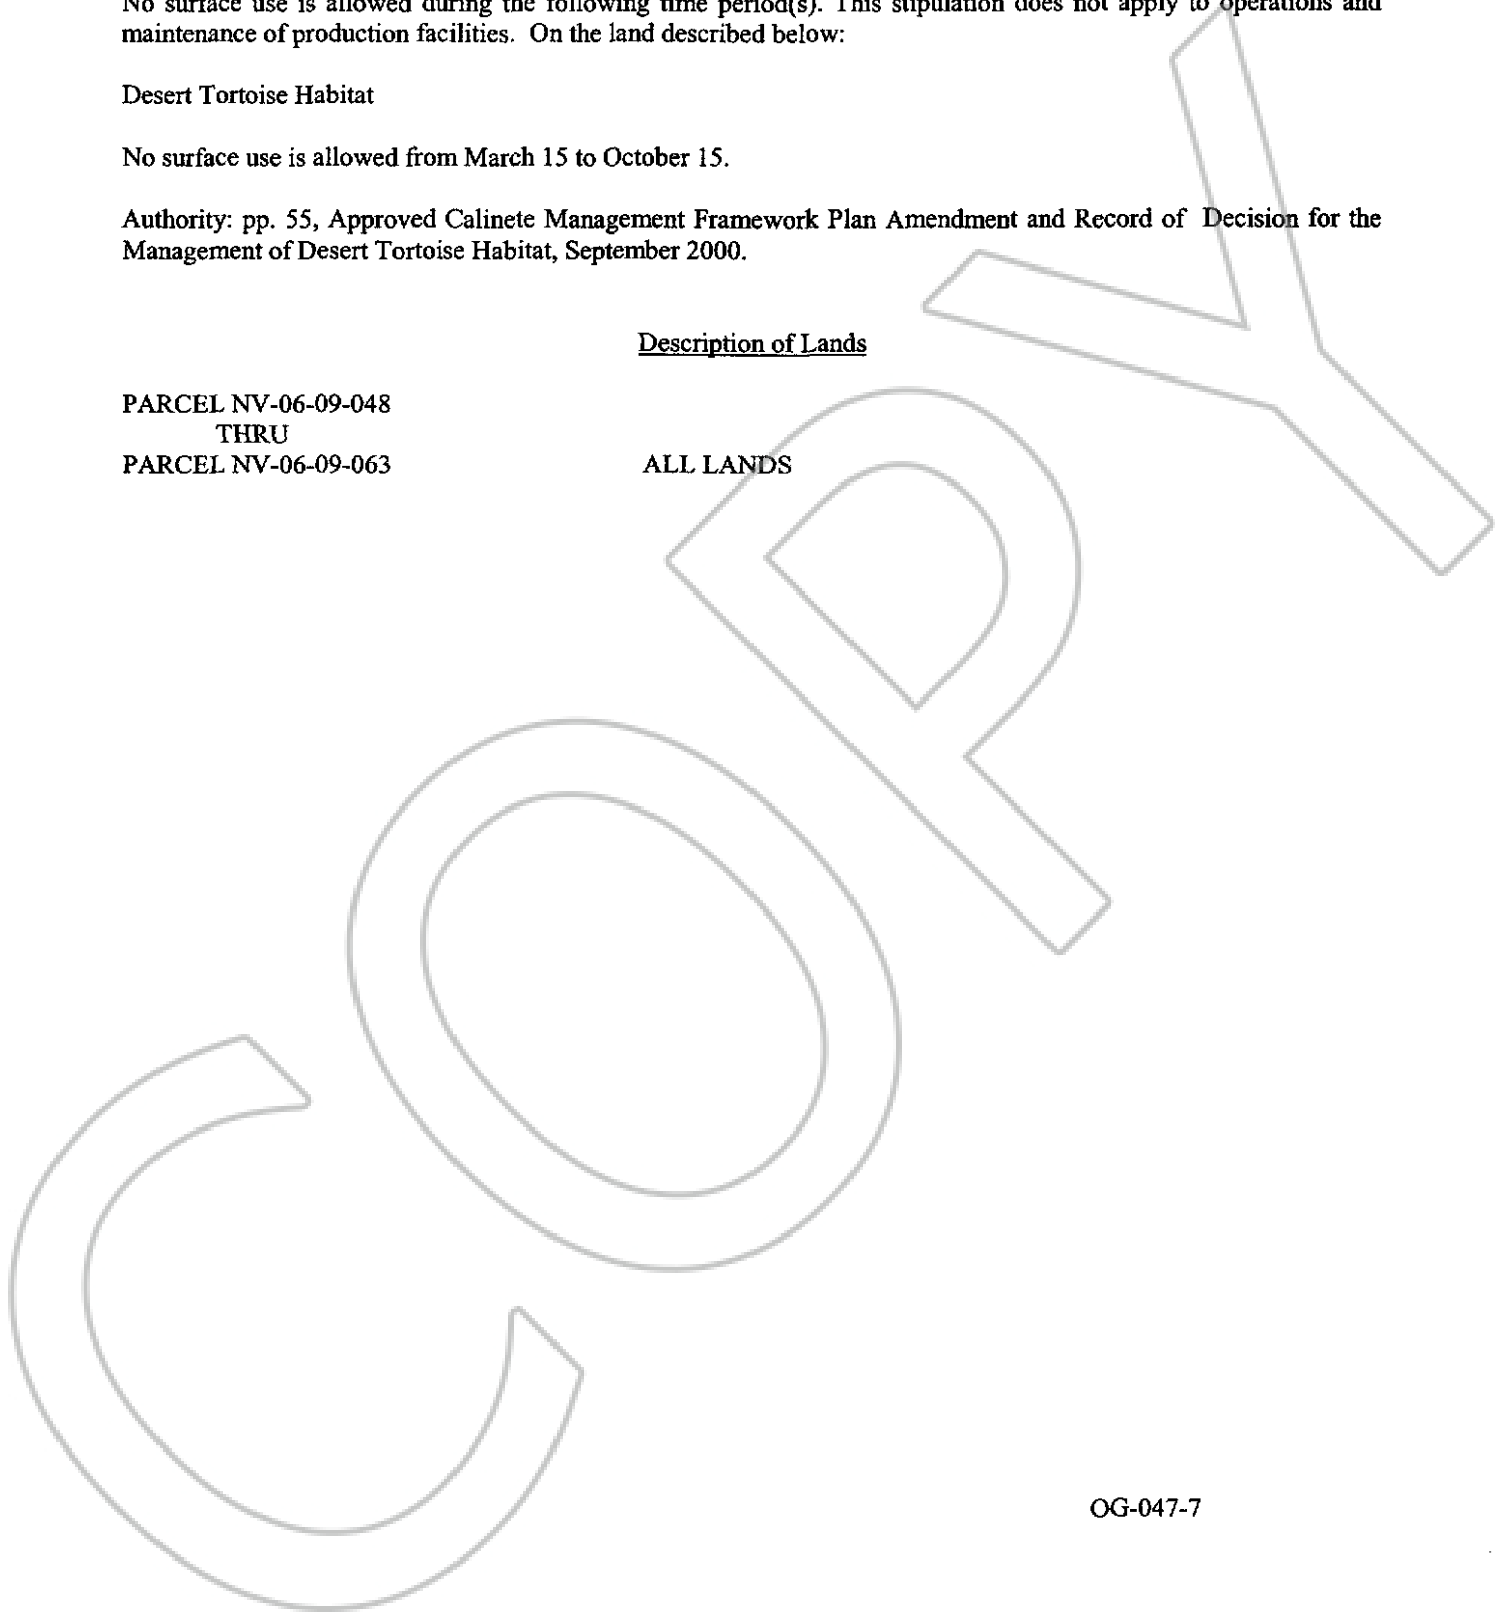 No surface use is allowed during the following time period(s). This stipulation does not apply to operations and
maintenance of production facilities. On the land described below:
Desert Tortoise Habitat
No surface use is allowed from March 15 to October 15.
Authority: pp. 55, Approved Calinete Management Framework Plan Amendment and Record of Decision for the
Management of Desert Tortoise Habitat, September 2000.
Description of Lands
PARCEL NV-06-09-048
THRU
PARCEL NV-06-09-063 ALL LANDS
COPY
OG-047-7